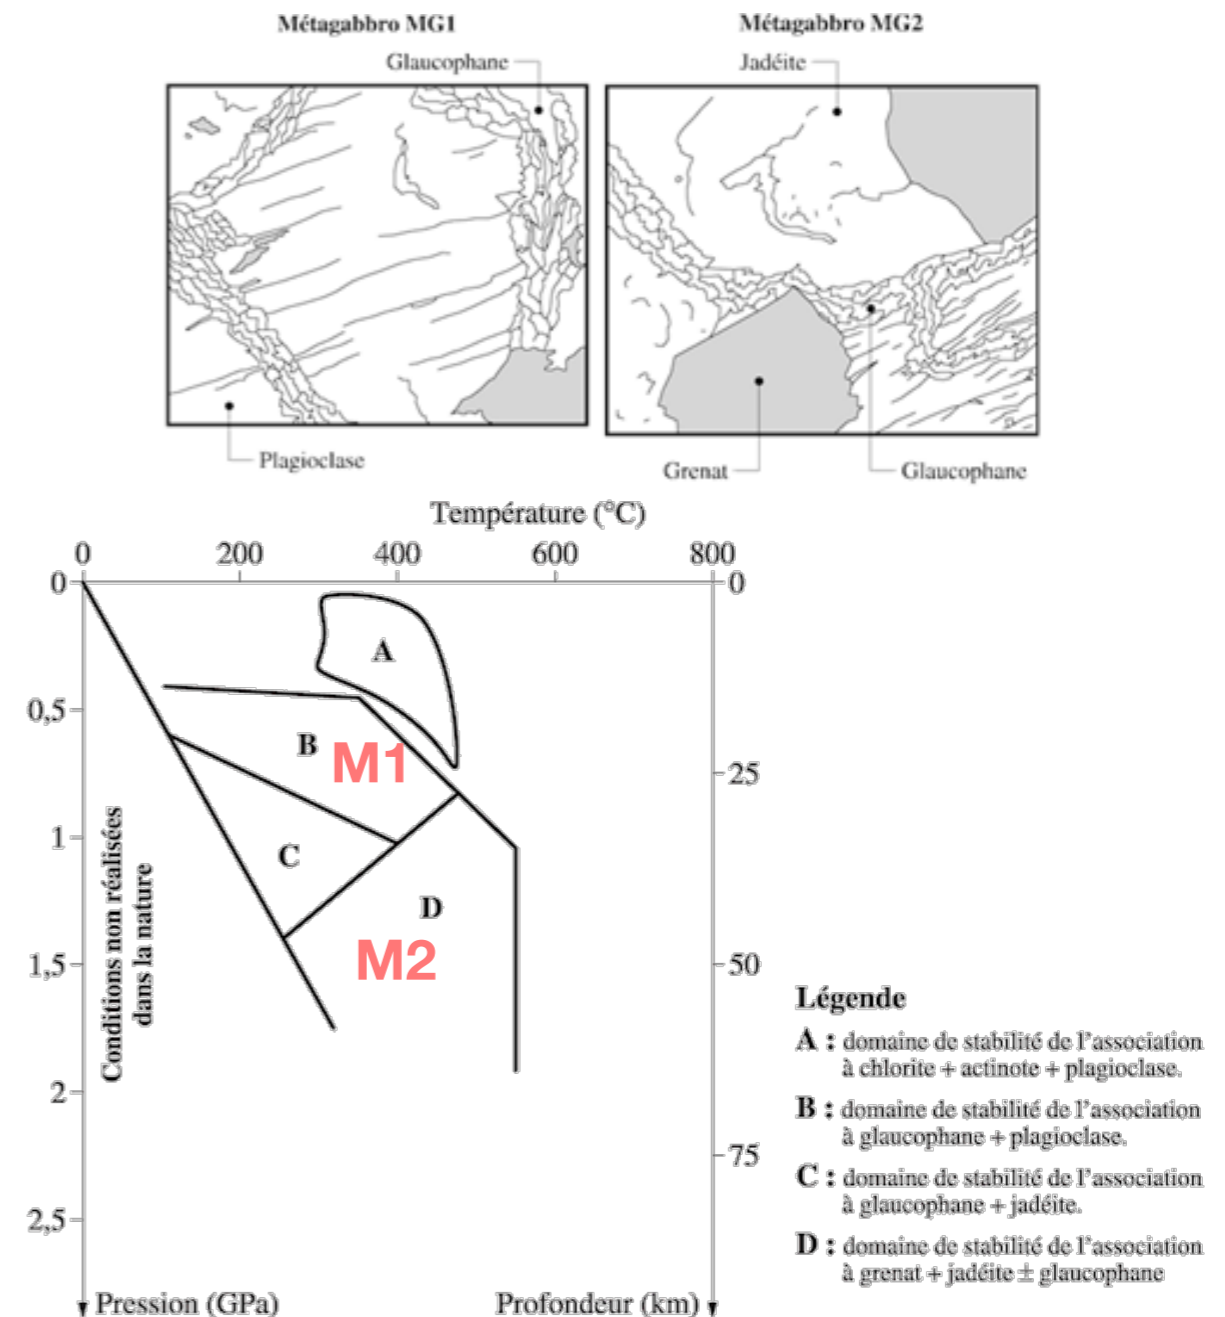 Métagabbro MG1
Métagabbro MG2
Glaucophane
Jadéite
Plagioclase
Grenat
Glaucophane
Température (°C)
0 200 400 600 800
0
0,5
1
1,5
2
2,5
0
25
50
75
A
B
M1
C
D
M2
Conditions non réalisées
dans la nature
Pression (GPa)
Profondeur (km)
Légende
A : domaine de stabilité de l'association
à chlorite + actinote + plagioclase.
B : domaine de stabilité de l'association
à glaucophane + plagioclase.
C : domaine de stabilité de l'association
à glaucophane + jadéite.
D : domaine de stabilité de l'association
à grenat + jadéite ± glaucophane